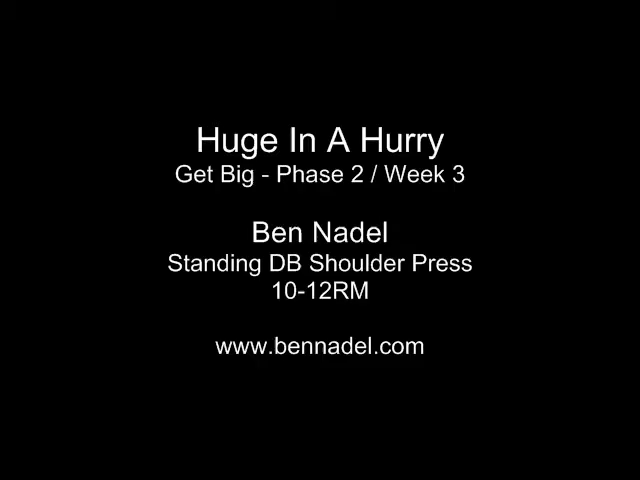 Huge In A Hurry
Get Big - Phase 2 / Week 3
Ben Nadel
Standing DB Shoulder Press
10-12RM
www.bennadel.com